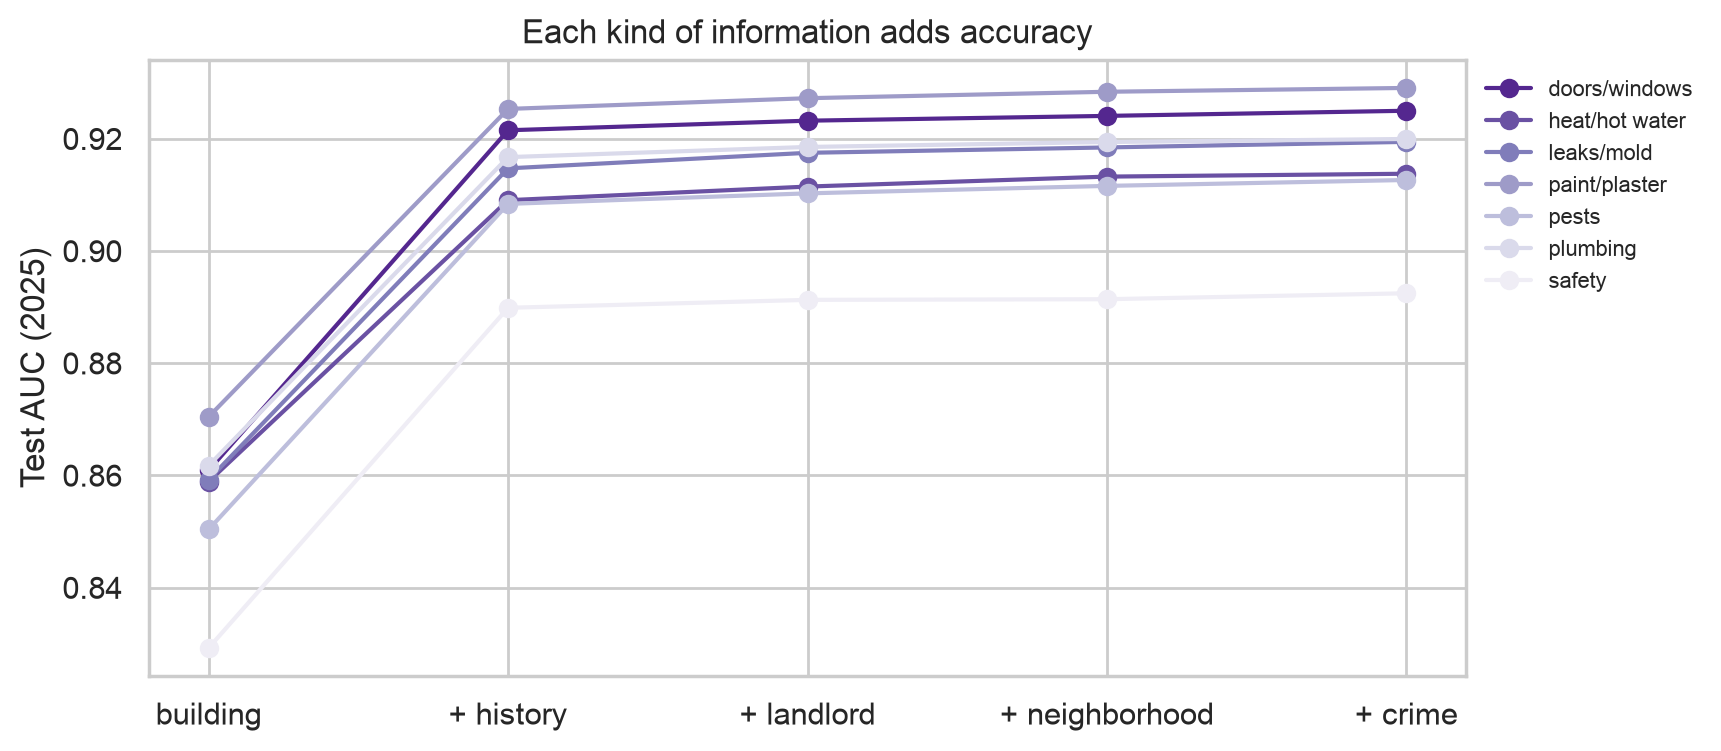 Each kind of information adds accuracy
doors/windows
heat/hot water
leaks/mold
paint/plaster
pests
plumbing
safety
Test AUC (2025)
0.92
0.90
0.88
0.86
0.84
building
+ history
+ landlord
+ neighborhood
+ crime